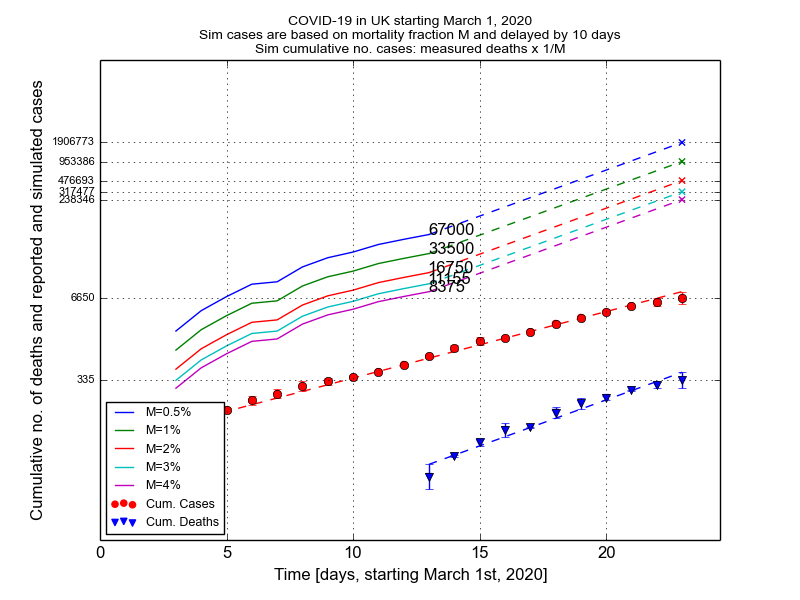 COVID-19 in UK starting March 1, 2020
Sim cases are based on mortality fraction M and delayed by 10 days
Sim cumulative no. cases: measured deaths x 1/M
Cumulative no. of deaths and reported and simulated cases
1906773
953386
476693
317477
238346
6650
335
67000
33500
16750
11155
8375
M=0.5%
M=1%
M=2%
M=3%
M=4%
Cum. Cases
Cum. Deaths
0
5
10
15
20
Time [days, starting March 1st, 2020]